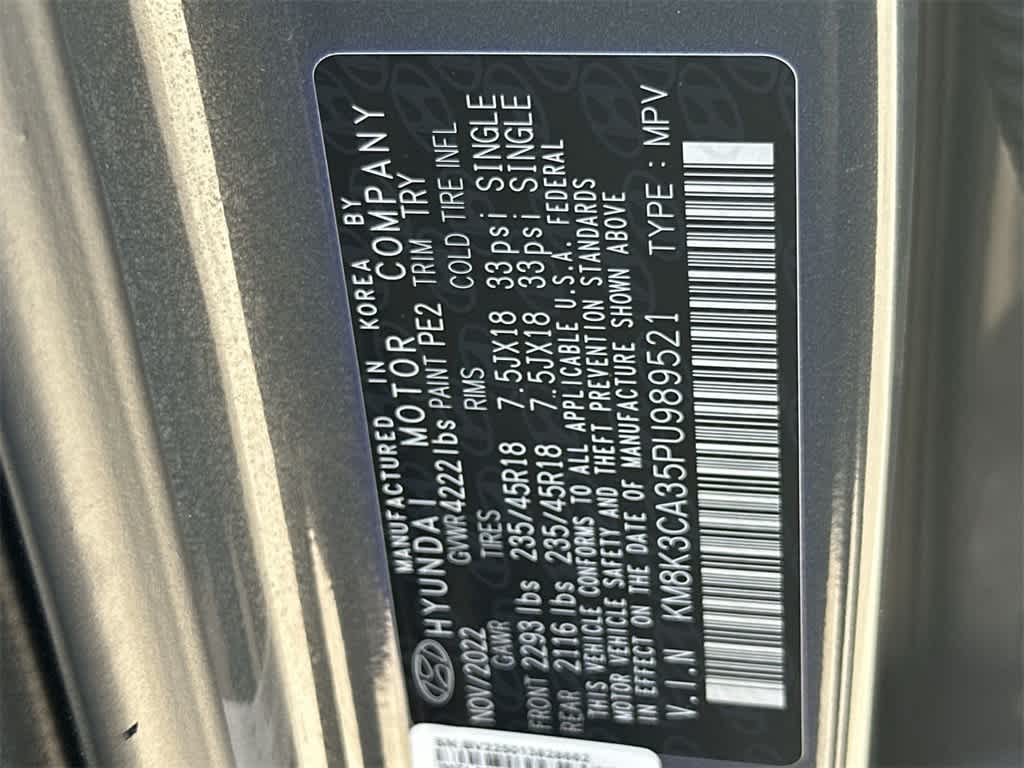 MANUFACTURED IN KOREA BY
HYUNDAI MOTOR COMPANY
NOV/2022 GVWR 4222 lbs PAINT PE2 TRIM TRY
GAWR TIRES RIMS COLD TIRE INFL
FRONT 2293 lbs 235/45R18 7.5JX18 33psi SINGLE
REAR 2116 lbs 235/45R18 7.5JX18 33psi SINGLE
THIS VEHICLE CONFORMS TO ALL APPLICABLE U.S.A. FEDERAL
MOTOR VEHICLE SAFETY AND THEFT PREVENTION STANDARDS
IN EFFECT ON THE DATE OF MANUFACTURE SHOWN ABOVE
V.I.N KM8K3CA35PU989521 TYPE : MPV